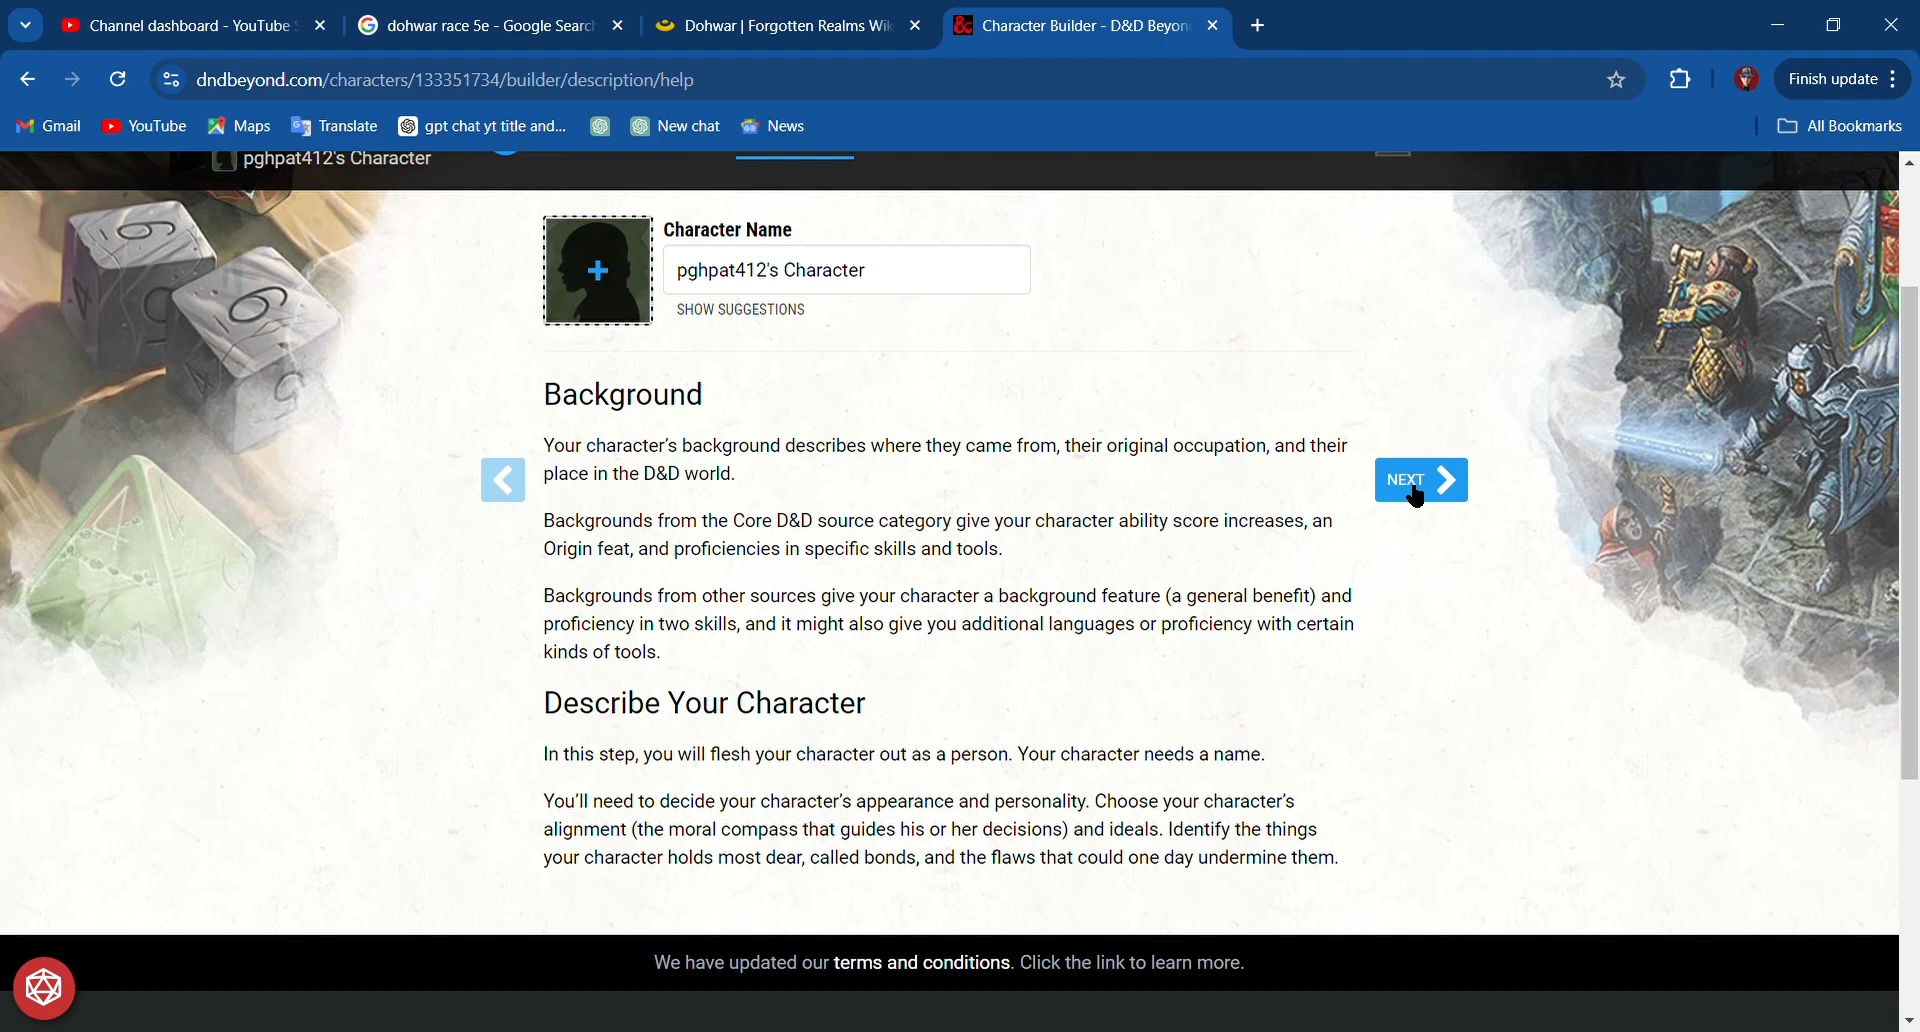 Channel dashboard - YouTube S
dohwar race 5e - Google Search
Dohwar | Forgotten Realms Wik
Character Builder - D&D Beyon
dndbeyond.com/characters/133351734/builder/description/help
Finish update
Gmail
YouTube
Maps
Translate
gpt chat yt title and...
New chat
News
All Bookmarks
pghpat412's Character
Character Name
pghpat412's Character
SHOW SUGGESTIONS
Background
Your character's background describes where they came from, their original occupation, and their
place in the D&D world.
NEXT
Backgrounds from the Core D&D source category give your character ability score increases, an
Origin feat, and proficiencies in specific skills and tools.
Backgrounds from other sources give your character a background feature (a general benefit) and
proficiency in two skills, and it might also give you additional languages or proficiency with certain
kinds of tools.
Describe Your Character
In this step, you will flesh your character out as a person. Your character needs a name.
You'll need to decide your character's appearance and personality. Choose your character's
alignment (the moral compass that guides his or her decisions) and ideals. Identify the things
your character holds most dear, called bonds, and the flaws that could one day undermine them.
We have updated our terms and conditions. Click the link to learn more.